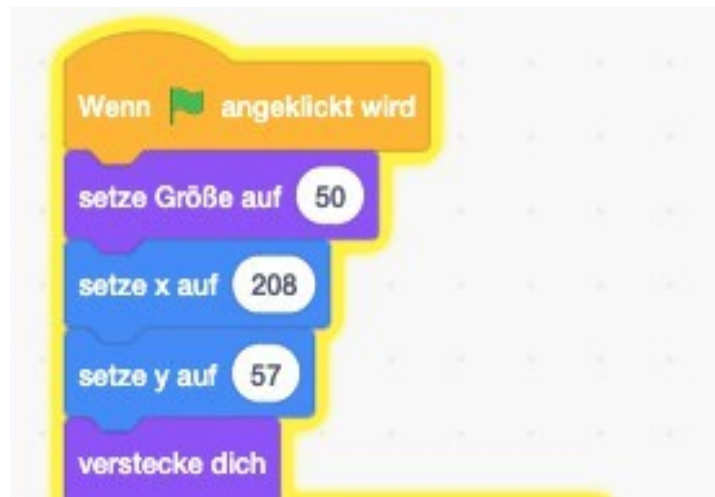 Wenn angeklickt wird
setze Größe auf 50
setze x auf 208
setze y auf 57
verstecke dich